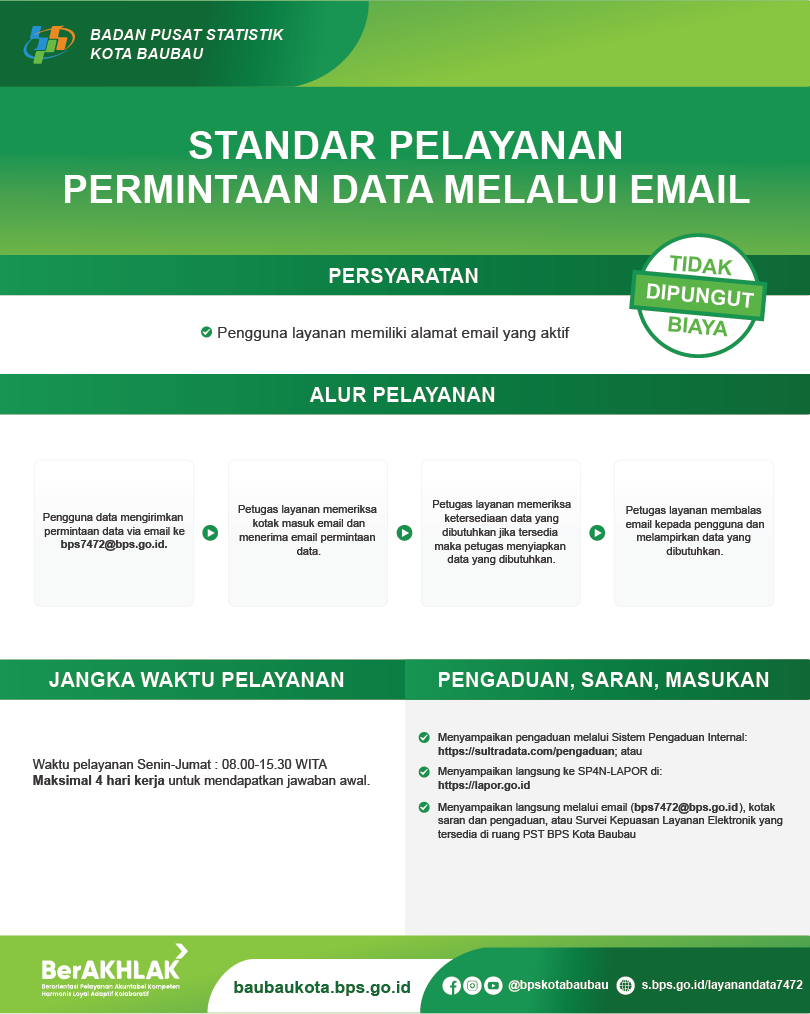 BADAN PUSAT STATISTIK
KOTA BAUBAU
STANDAR PELAYANAN
PERMINTAAN DATA MELALUI EMAIL
PERSYARATAN
TIDAK
DIPUNGUT
BIAYA
Pengguna layanan memiliki alamat email yang aktif
ALUR PELAYANAN
Pengguna data mengirimkan
permintaan data via email ke
bps7472@bps.go.id.
Petugas layanan memeriksa
kotak masuk email dan
menerima email permintaan
data.
Petugas layanan memeriksa
ketersediaan data yang
dibutuhkan jika tersedia
maka petugas menyiapkan
data yang dibutuhkan.
Petugas layanan membalas
email kepada pengguna dan
melampirkan data yang
dibutuhkan.
JANGKA WAKTU PELAYANAN
Waktu pelayanan Senin-Jumat : 08.00-15.30 WITA
Maksimal 4 hari kerja untuk mendapatkan jawaban awal.
PENGADUAN, SARAN, MASUKAN
Menyampaikan pengaduan melalui Sistem Pengaduan Internal:
https://sultradata.com/pengaduan; atau
Menyampaikan langsung ke SP4N-LAPOR di:
https://lapor.go.id
Menyampaikan langsung melalui email (bps7472@bps.go.id), kotak
saran dan pengaduan, atau Survei Kepuasan Layanan Elektronik yang
tersedia di ruang PST BPS Kota Baubau
BerAKHLAK
Berorientasi Pelayanan Akuntabel Kompeten
Harmonis Loyal Adaptif Kolaboratif
baubaukota.bps.go.id
@bpskotabaubau
s.bps.go.id/layanandata7472